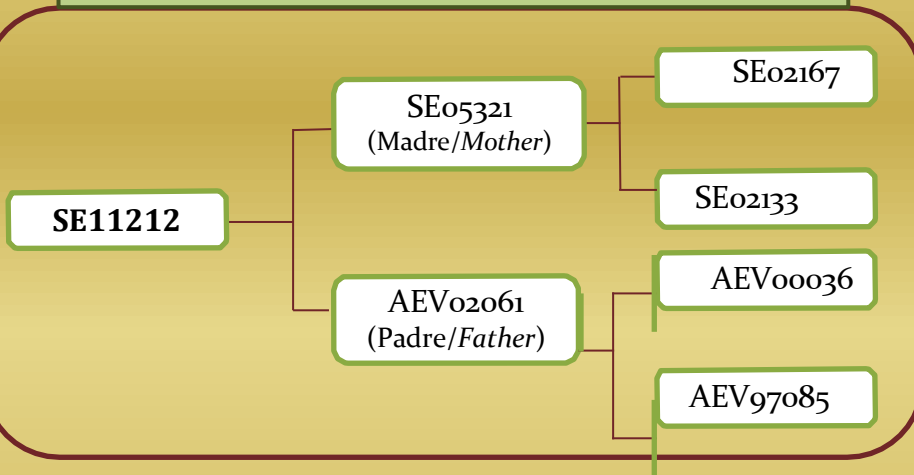 SE02167
SE05321
(Madre/Mother)
SE02133
SE11212
AEV00036
AEV02061
(Padre/Father)
AEV97085